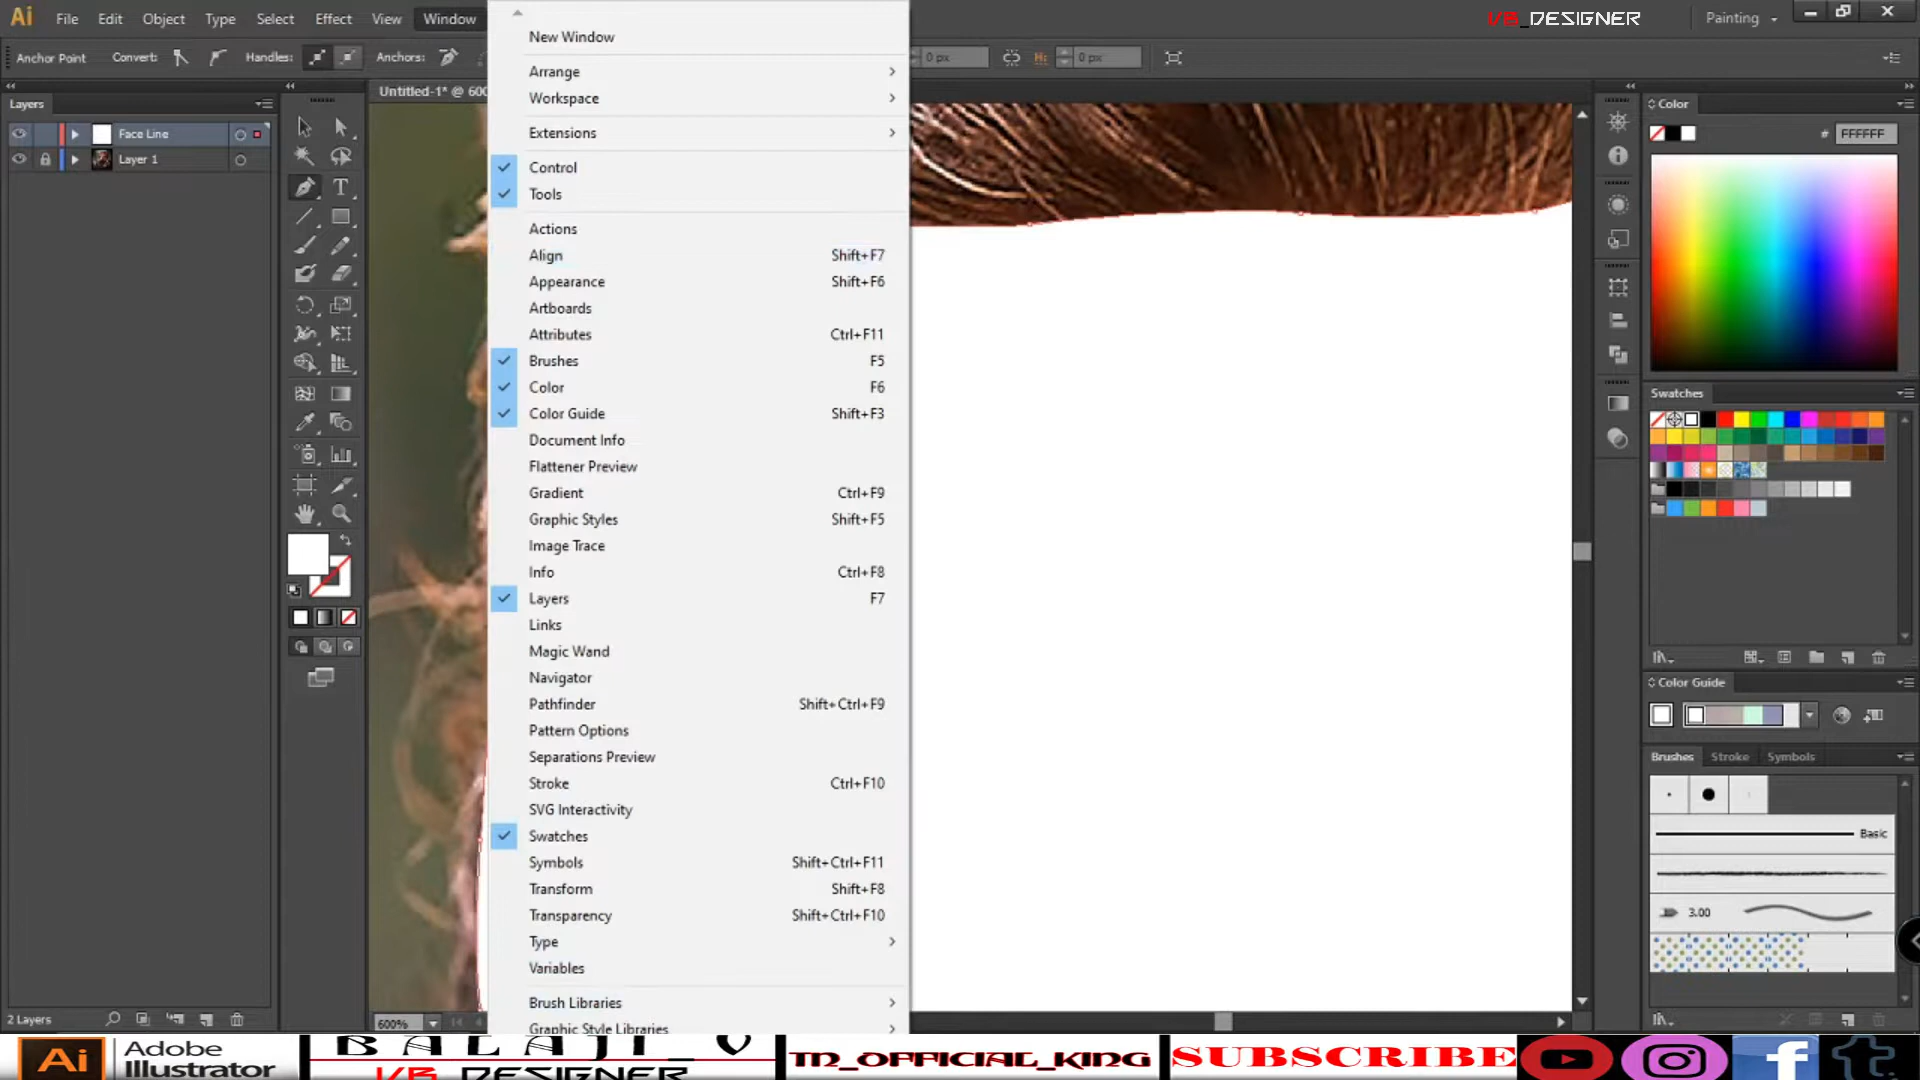 Ai File Edit Object Type Select Effect View Window
VB_DESIGNER
Painting
Anchor Point Convert: Handles: Anchors:
0 px H: 0 px
Layers
Untitled-1* @ 600
Face Line
Layer 1
2 Layers
600%
New Window
Arrange
Workspace
Extensions
Control
Tools
Actions
Align Shift+F7
Appearance Shift+F6
Artboards
Attributes Ctrl+F11
Brushes F5
Color F6
Color Guide Shift+F3
Document Info
Flattener Preview
Gradient Ctrl+F9
Graphic Styles Shift+F5
Image Trace
Info Ctrl+F8
Layers F7
Links
Magic Wand
Navigator
Pathfinder Shift+Ctrl+F9
Pattern Options
Separations Preview
Stroke Ctrl+F10
SVG Interactivity
Swatches
Symbols Shift+Ctrl+F11
Transform Shift+F8
Transparency Shift+Ctrl+F10
Type
Variables
Brush Libraries
Graphic Style Libraries
Color
# FFFFFF
Swatches
Color Guide
Brushes Stroke Symbols
Basic
3.00
Ai Adobe
Illustrator
BALAJI_V
VB DESIGNER
TN_OFFICIAL_KING
SUBSCRIBE